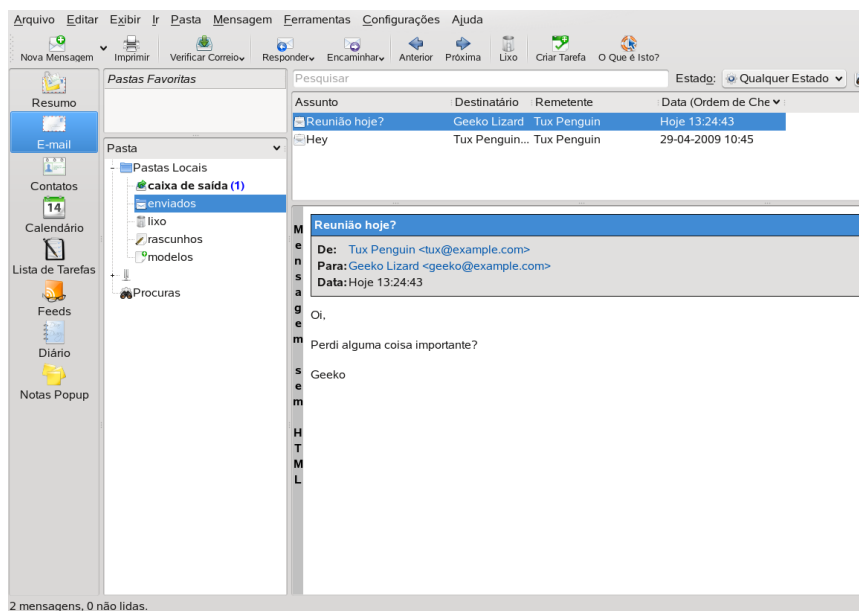 Arquivo Editar Exibir Ir Pasta Mensagem Ferramentas Configurações Ajuda
Nova Mensagem Imprimir Verificar Correio Responder Encaminhar Anterior Próxima Lixo Criar Tarefa O Que é Isto?
Resumo
E-mail
Contatos
14
Calendário
Lista de Tarefas
Feeds
Diário
Notas Popup
Pastas Favoritas
Pasta
Pastas Locais
caixa de saída (1)
enviados
lixo
rascunhos
modelos
Procuras
Pesquisar Estado: Qualquer Estado
Assunto Destinatário Remetente Data (Ordem de Che
Reunião hoje? Geeko Lizard Tux Penguin Hoje 13:24:43
Hey Tux Penguin... Tux Penguin 29-04-2009 10:45
Mensagem sem HTML
Reunião hoje?
De: Tux Penguin <tux@example.com>
Para: Geeko Lizard <geeko@example.com>
Data: Hoje 13:24:43
Oi,
Perdi alguma coisa importante?
Geeko
2 mensagens, 0 não lidas.